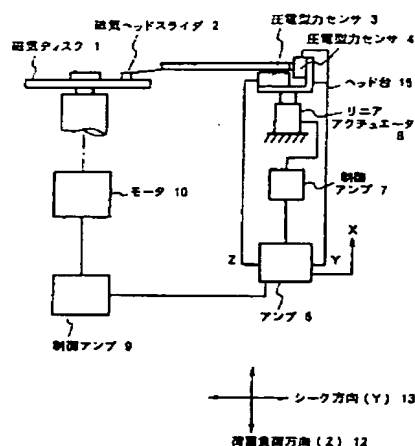 圧電型力センサ 3
磁気ヘッドスライダ 2
圧電型力センサ 4
磁気ディスク 1
ヘッド台 15
リニア
アクチュエータ
8
制御
アンプ 7
モータ 10
X
Z
Y
アンプ 6
制御アンプ 9
シーク方向(Y) 13
荷重負荷方向(Z) 12